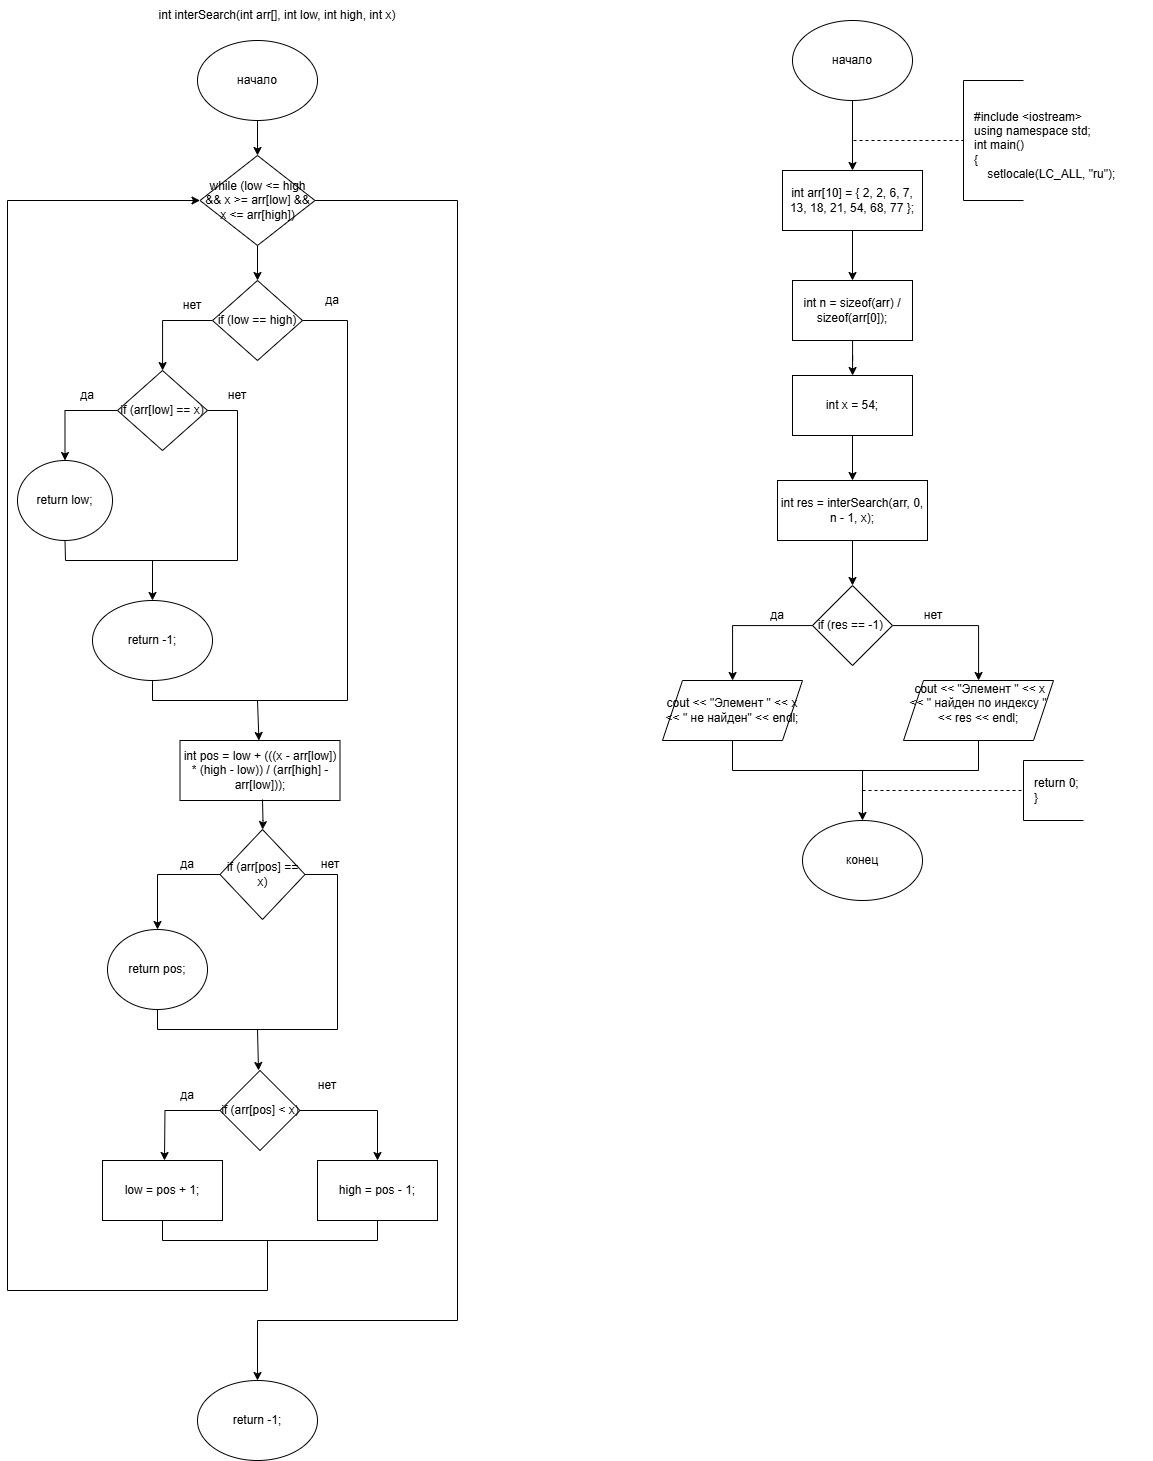 int interSearch(int arr[], int low, int high, int x)
начало
while (low <= high
&& x >= arr[low] &&
x <= arr[high])
if (low == high)
нет
да
if (arr[low] == x)
да
нет
return low;
return -1;
int pos = low + (((x - arr[low])
* (high - low)) / (arr[high] -
arr[low]));
if (arr[pos] ==
x)
да
нет
return pos;
if (arr[pos] < x)
да
нет
low = pos + 1;
high = pos - 1;
return -1;
начало
#include <iostream>
using namespace std;
int main()
{
setlocale(LC_ALL, "ru");
int arr[10] = { 2, 2, 6, 7,
13, 18, 21, 54, 68, 77 };
int n = sizeof(arr) /
sizeof(arr[0]);
int x = 54;
int res = interSearch(arr, 0,
n - 1, x);
if (res == -1)
да
нет
cout << "Элемент " << x
<< " не найден" << endl;
cout << "Элемент " << x
<< " найден по индексу "
<< res << endl;
return 0;
}
конец